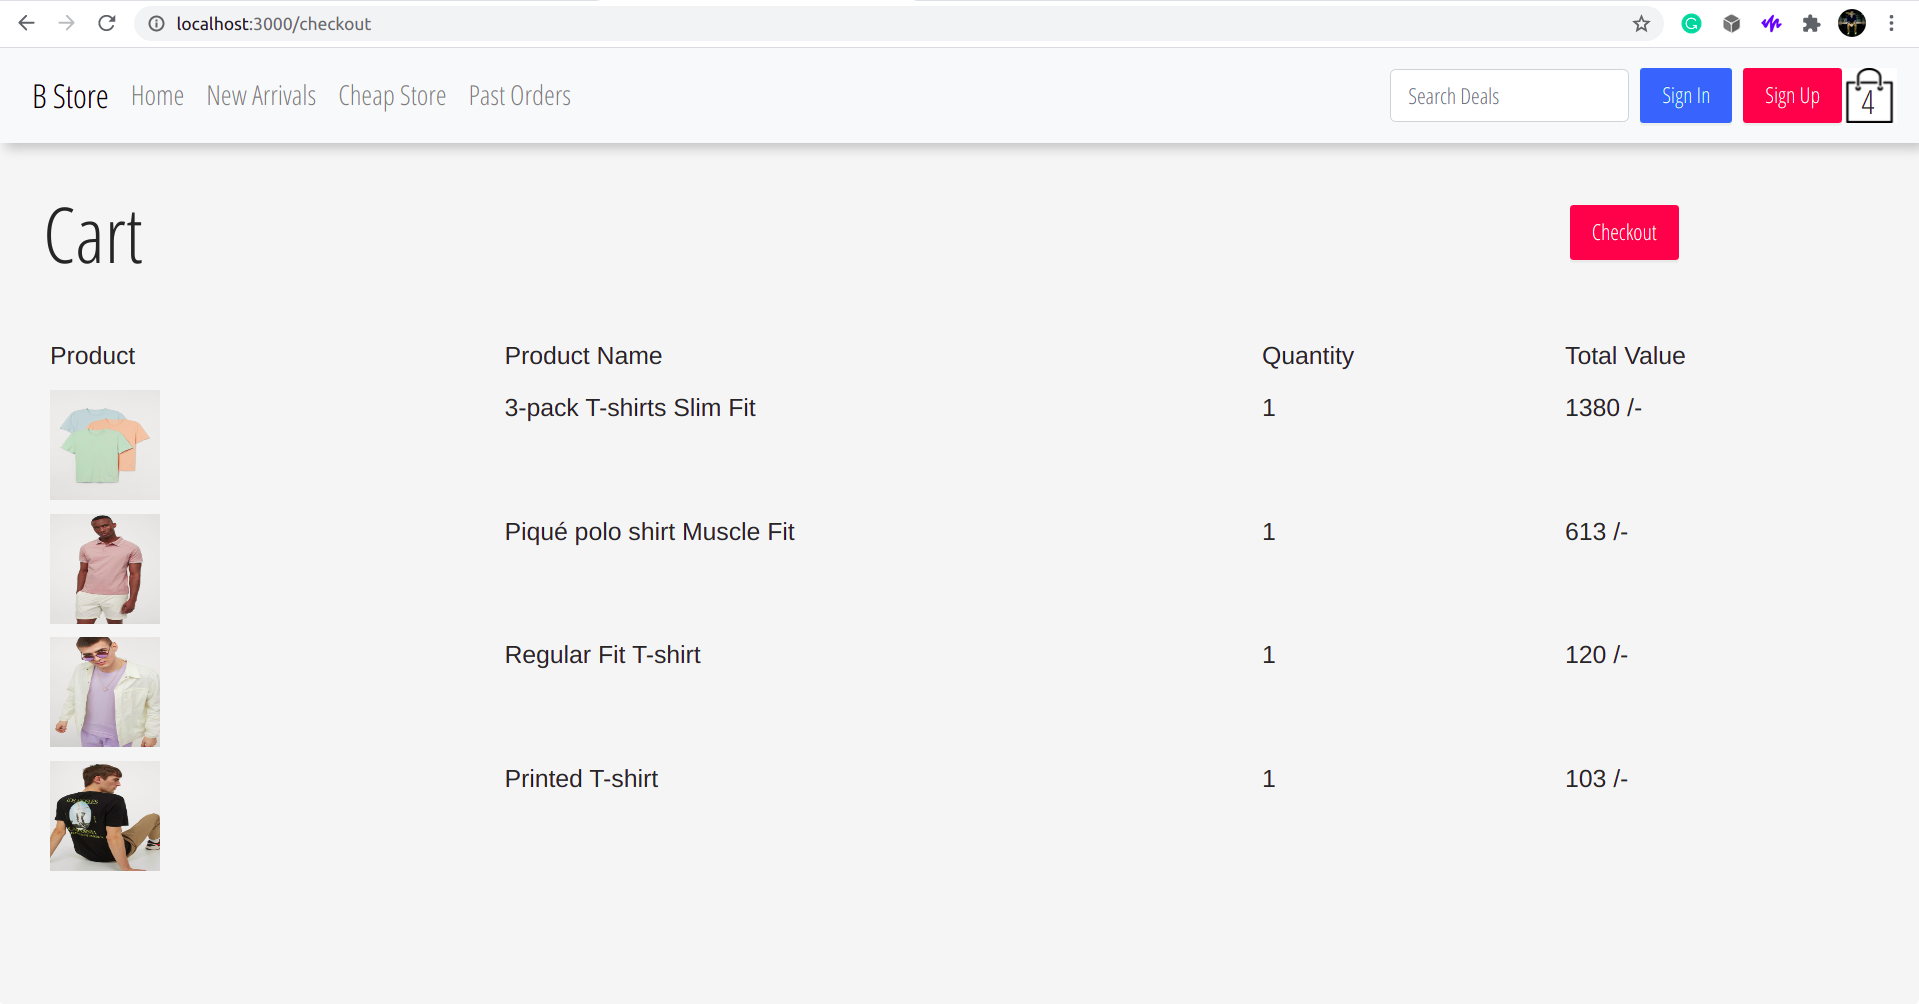 localhost:3000/checkout
B Store Home New Arrivals Cheap Store Past Orders Search Deals Sign In Sign Up 4
Cart Checkout
Product Product Name Quantity Total Value
3-pack T-shirts Slim Fit 1 1380 /-
Piqué polo shirt Muscle Fit 1 613 /-
Regular Fit T-shirt 1 120 /-
Printed T-shirt 1 103 /-